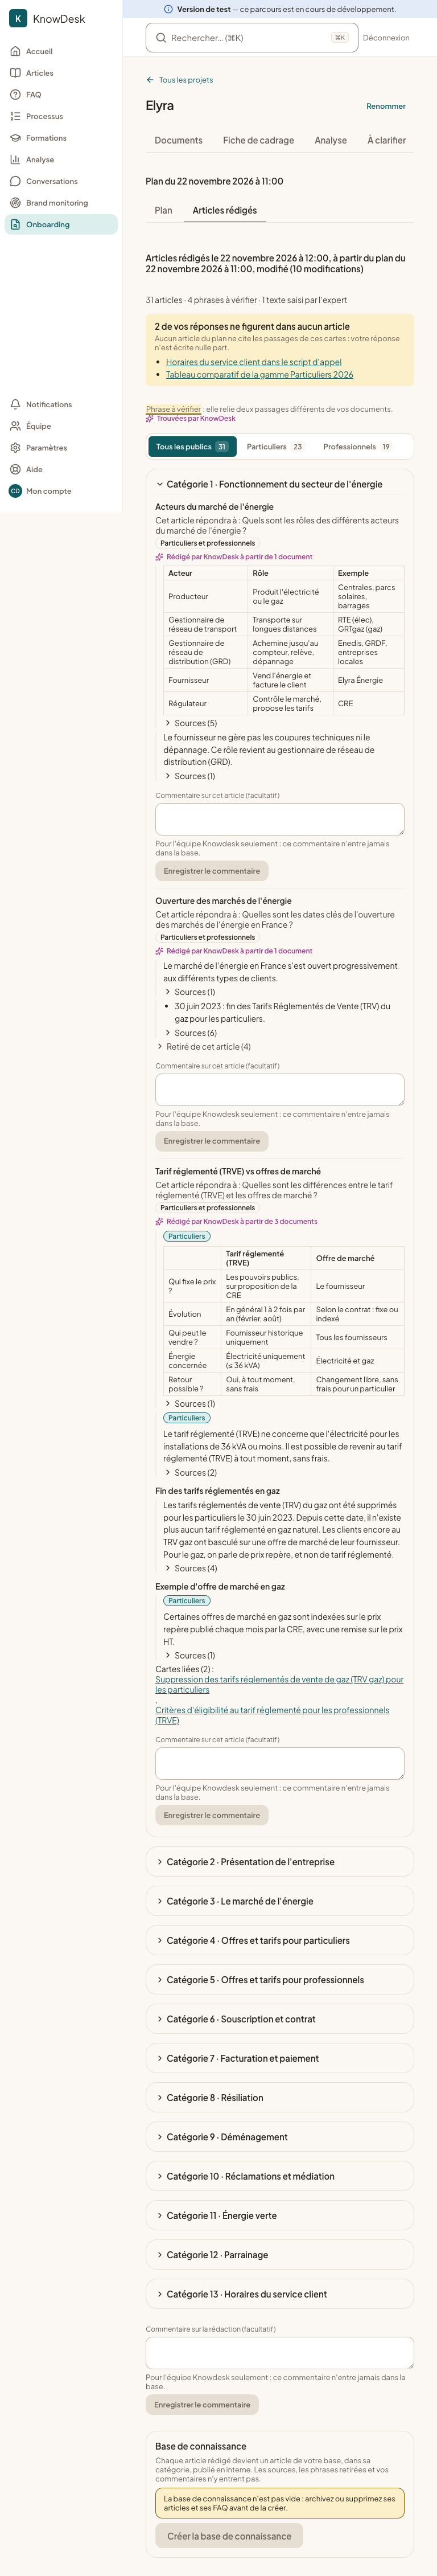 K KnowDesk
Accueil
Articles
FAQ
Processus
Formations
Analyse
Conversations
Brand monitoring
Onboarding
Notifications
Équipe
Paramètres
Aide
CD Mon compte
Version de test — ce parcours est en cours de développement.
Rechercher... (⌘K) ⌘K Déconnexion
Tous les projets
Elyra Renommer
Documents Fiche de cadrage Analyse À clarifier
Plan du 22 novembre 2026 à 11:00
Plan Articles rédigés
Articles rédigés le 22 novembre 2026 à 12:00, à partir du plan du
22 novembre 2026 à 11:00, modifié (10 modifications)
31 articles · 4 phrases à vérifier · 1 texte saisi par l'expert
2 de vos réponses ne figurent dans aucun article
Aucun article du plan ne cite les passages de ces cartes : votre réponse
n'est écrite nulle part.
Horaires du service client dans le script d'appel
Tableau comparatif de la gamme Particuliers 2026
Phrase à vérifier : elle relie deux passages différents de vos documents.
Trouvées par KnowDesk
Tous les publics 31 Particuliers 23 Professionnels 19
Catégorie 1 · Fonctionnement du secteur de l'énergie
Acteurs du marché de l'énergie
Cet article répondra à : Quels sont les rôles des différents acteurs
du marché de l'énergie ?
Particuliers et professionnels
Rédigé par KnowDesk à partir de 1 document
Acteur Rôle Exemple
Producteur Produit l'électricité ou le gaz Centrales, parcs solaires, barrages
Gestionnaire de réseau de transport Transporte sur longues distances RTE (élec), GRTgaz (gaz)
Gestionnaire de réseau de distribution (GRD) Achemine jusqu'au compteur, relève, dépannage Enedis, GRDF, entreprises locales
Fournisseur Vend l'énergie et facture le client Elyra Énergie
Régulateur Contrôle le marché, propose les tarifs CRE
Sources (5)
Le fournisseur ne gère pas les coupures techniques ni le
dépannage. Ce rôle revient au gestionnaire de réseau de
distribution (GRD).
Sources (1)
Commentaire sur cet article (facultatif)
Pour l'équipe Knowdesk seulement : ce commentaire n'entre jamais
dans la base.
Enregistrer le commentaire
Ouverture des marchés de l'énergie
Cet article répondra à : Quelles sont les dates clés de l'ouverture
des marchés de l'énergie en France ?
Particuliers et professionnels
Rédigé par KnowDesk à partir de 1 document
Le marché de l'énergie en France s'est ouvert progressivement
aux différents types de clients.
Sources (1)
30 juin 2023 : fin des Tarifs Réglementés de Vente (TRV) du
gaz pour les particuliers.
Sources (6)
Retiré de cet article (4)
Commentaire sur cet article (facultatif)
Pour l'équipe Knowdesk seulement : ce commentaire n'entre jamais
dans la base.
Enregistrer le commentaire
Tarif réglementé (TRVE) vs offres de marché
Cet article répondra à : Quelles sont les différences entre le tarif
réglementé (TRVE) et les offres de marché ?
Particuliers et professionnels
Rédigé par KnowDesk à partir de 3 documents
Particuliers
Tarif réglementé (TRVE) Offre de marché
Qui fixe le prix ? Les pouvoirs publics, sur proposition de la CRE Le fournisseur
Évolution En général 1 à 2 fois par an (février, août) Selon le contrat : fixe ou indexé
Qui peut le vendre ? Fournisseur historique uniquement Tous les fournisseurs
Énergie concernée Électricité uniquement (≤ 36 kVA) Électricité et gaz
Retour possible ? Oui, à tout moment, sans frais Changement libre, sans frais pour un particulier
Sources (1)
Particuliers
Le tarif réglementé (TRVE) ne concerne que l'électricité pour les
installations de 36 kVA ou moins. Il est possible de revenir au tarif
réglementé (TRVE) à tout moment, sans frais.
Sources (2)
Fin des tarifs réglementés en gaz
Les tarifs réglementés de vente (TRV) du gaz ont été supprimés
pour les particuliers le 30 juin 2023. Depuis cette date, il n'existe
plus aucun tarif réglementé en gaz naturel. Les clients encore au
TRV gaz ont basculé sur une offre de marché de leur fournisseur.
Pour le gaz, on parle de prix repère, et non de tarif réglementé.
Sources (4)
Exemple d'offre de marché en gaz
Particuliers
Certaines offres de marché en gaz sont indexées sur le prix
repère publié chaque mois par la CRE, avec une remise sur le prix
HT.
Sources (1)
Cartes liées (2) :
Suppression des tarifs réglementés de vente de gaz (TRV gaz) pour
les particuliers
,
Critères d'éligibilité au tarif réglementé pour les professionnels
(TRVE)
Commentaire sur cet article (facultatif)
Pour l'équipe Knowdesk seulement : ce commentaire n'entre jamais
dans la base.
Enregistrer le commentaire
Catégorie 2 · Présentation de l'entreprise
Catégorie 3 · Le marché de l'énergie
Catégorie 4 · Offres et tarifs pour particuliers
Catégorie 5 · Offres et tarifs pour professionnels
Catégorie 6 · Souscription et contrat
Catégorie 7 · Facturation et paiement
Catégorie 8 · Résiliation
Catégorie 9 · Déménagement
Catégorie 10 · Réclamations et médiation
Catégorie 11 · Énergie verte
Catégorie 12 · Parrainage
Catégorie 13 · Horaires du service client
Commentaire sur la rédaction (facultatif)
Pour l'équipe Knowdesk seulement : ce commentaire n'entre jamais dans la
base.
Enregistrer le commentaire
Base de connaissance
Chaque article rédigé devient un article de votre base, dans sa
catégorie, publié en interne. Les sources, les phrases retirées et vos
commentaires n'y entrent pas.
La base de connaissance n'est pas vide : archivez ou supprimez ses
articles et ses FAQ avant de la créer.
Créer la base de connaissance